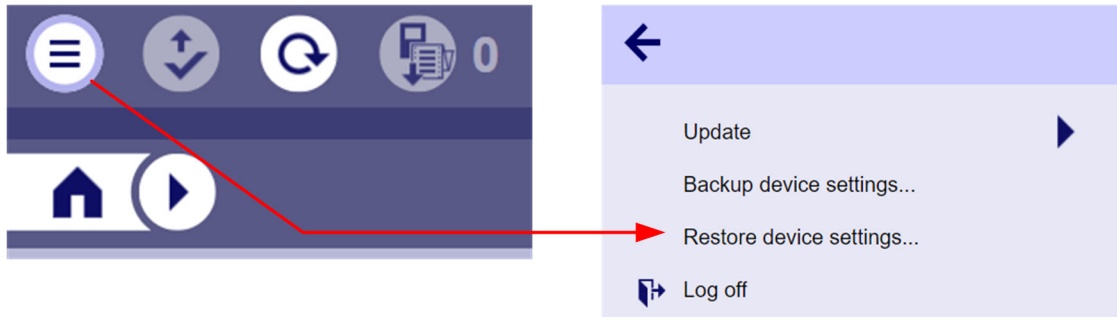 0
Update
Backup device settings...
Restore device settings...
Log off